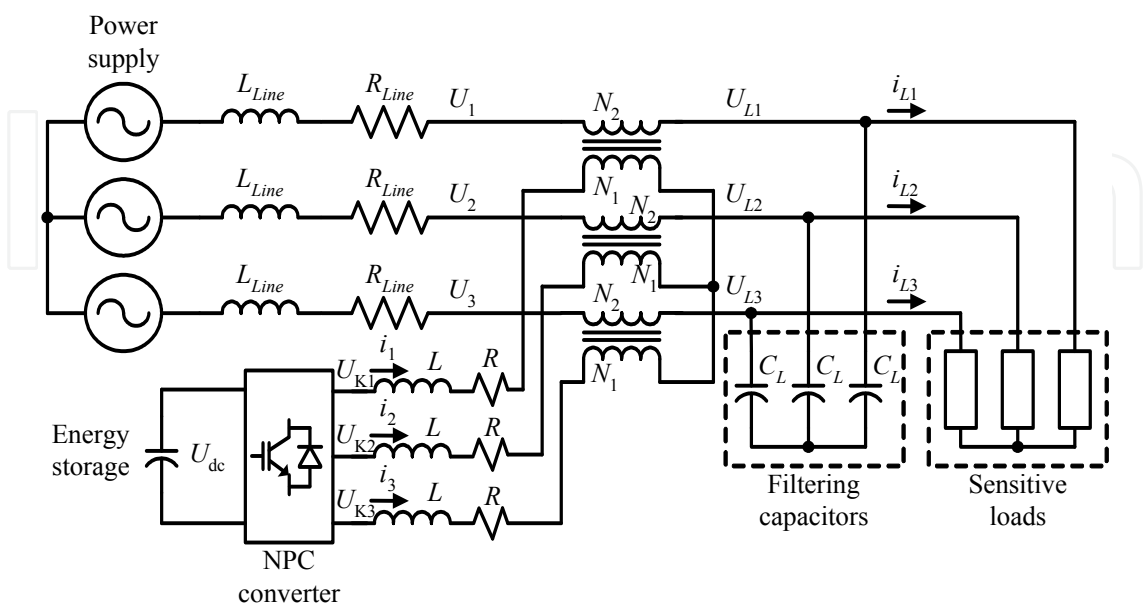 Power
supply
L_Line
R_Line
U_1
N_2
U_L1
i_L1
L_Line
R_Line
U_2
N_1
N_2
U_L2
i_L2
L_Line
R_Line
U_3
N_2
N_1
U_L3
i_L3
i_1
U_K1
L
R
N_1
C_L
C_L
C_L
i_2
U_K2
L
R
Energy
storage
U_dc
i_3
U_K3
L
R
Filtering
capacitors
Sensitive
loads
NPC
converter